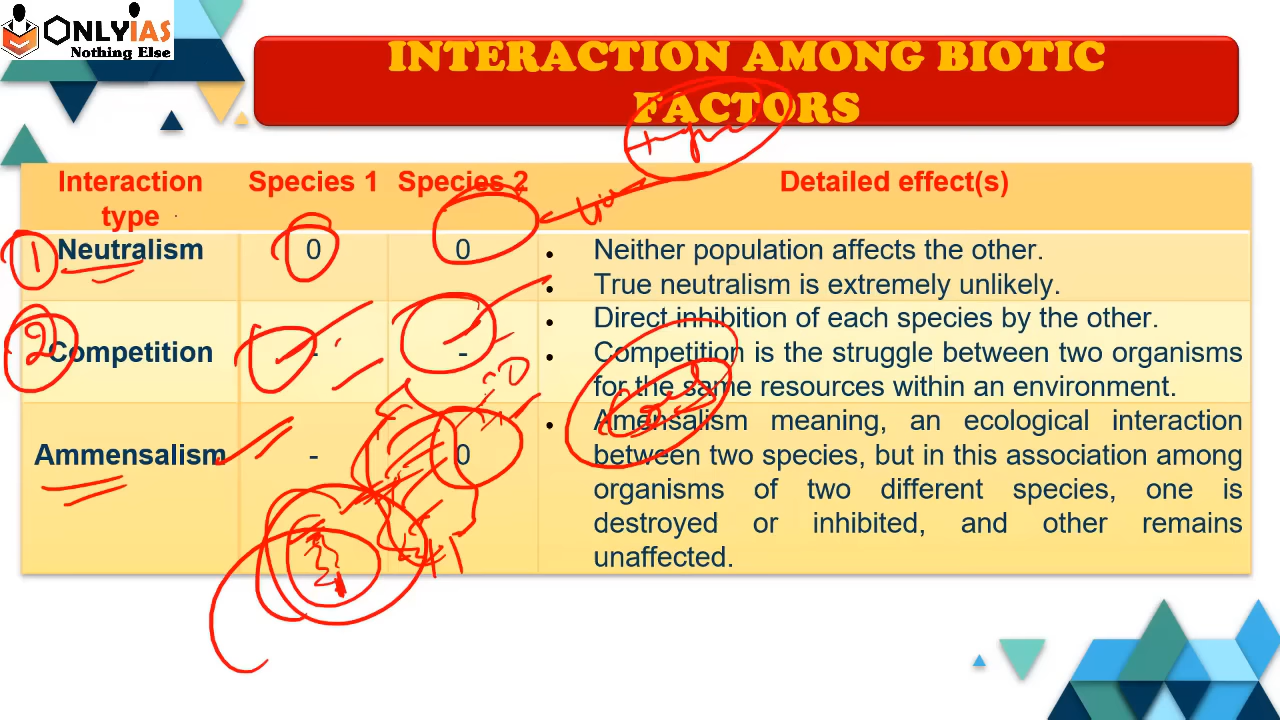 ONLYIAS
Nothing Else
INTERACTION AMONG BIOTIC
FACTORS
Interaction type
Species 1
Species 2
Detailed effect(s)
1
Neutralism
0
0
• Neither population affects the other.
• True neutralism is extremely unlikely.
2
Competition
-
-
• Direct inhibition of each species by the other.
• Competition is the struggle between two organisms
for the same resources within an environment.
Ammensalism
-
0
• Amensalism meaning, an ecological interaction
between two species, but in this association among
organisms of two different species, one is
destroyed or inhibited, and other remains
unaffected.